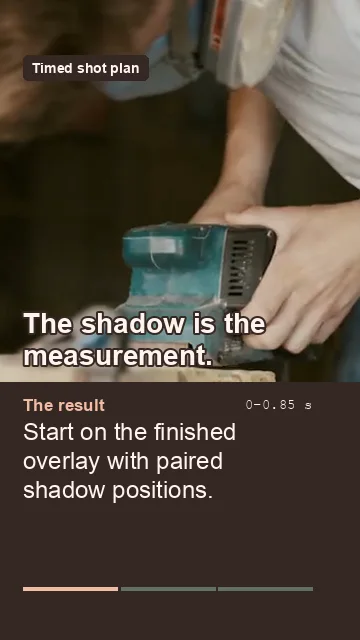 Timed shot plan
The shadow is the
measurement.
The result
0–0.85 s
Start on the finished
overlay with paired
shadow positions.